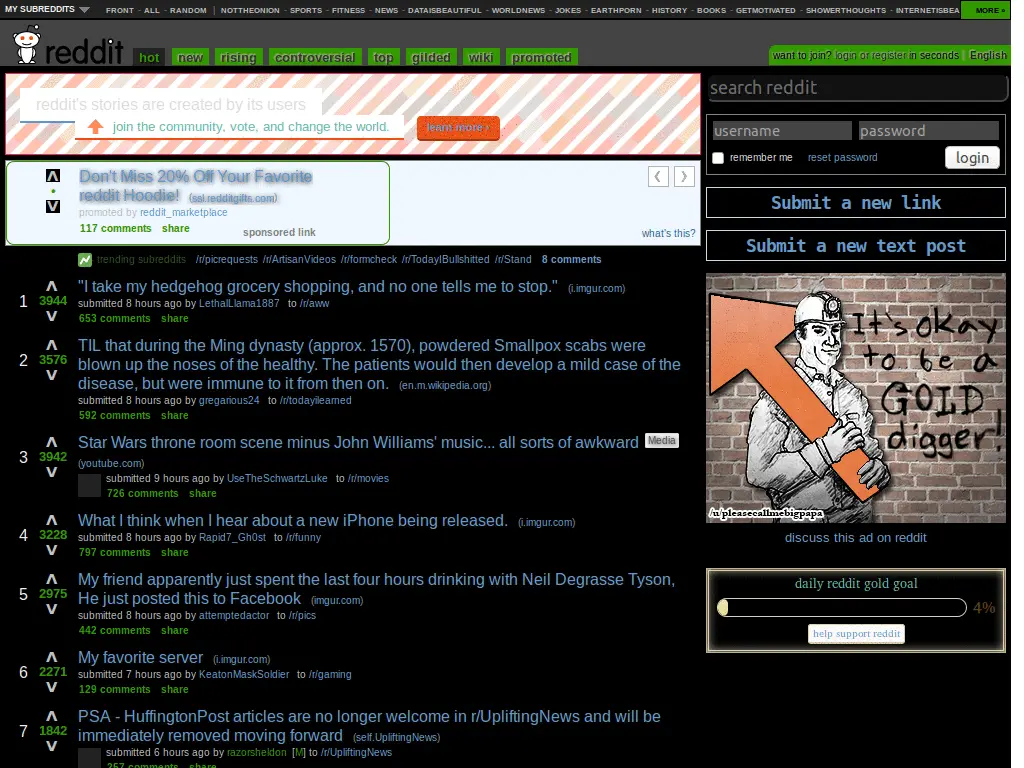 MY SUBREDDITS FRONT - ALL - RANDOM | NOTTHEONION - SPORTS - FITNESS - NEWS - DATAISBEAUTIFUL - WORLDNEWS - JOKES - EARTHPORN - HISTORY - BOOKS - GETMOTIVATED - SHOWERTHOUGHTS - INTERNETISBEA MORE »
reddit hot new rising controversial top gilded wiki promoted
want to join? login or register in seconds | English
reddit's stories are created by its users
join the community, vote, and change the world.
learn more ›
search reddit
username password
remember me reset password login
Submit a new link
Submit a new text post
Don't Miss 20% Off Your Favorite
reddit Hoodie! (ssl.redditgifts.com)
promoted by reddit_marketplace
117 comments share
sponsored link
what's this?
trending subreddits /r/picrequests /r/ArtisanVideos /r/formcheck /r/TodayIBullshitted /r/Stand 8 comments
1 3944 "I take my hedgehog grocery shopping, and no one tells me to stop." (i.imgur.com)
submitted 8 hours ago by LethalLlama1887 to /r/aww
653 comments share
2 3576 TIL that during the Ming dynasty (approx. 1570), powdered Smallpox scabs were
blown up the noses of the healthy. The patients would then develop a mild case of the
disease, but were immune to it from then on. (en.m.wikipedia.org)
submitted 8 hours ago by gregarious24 to /r/todayilearned
592 comments share
3 3942 Star Wars throne room scene minus John Williams' music... all sorts of awkward Media
(youtube.com)
submitted 9 hours ago by UseTheSchwartzLuke to /r/movies
726 comments share
4 3228 What I think when I hear about a new iPhone being released. (i.imgur.com)
submitted 8 hours ago by Rapid7_Gh0st to /r/funny
797 comments share
5 2975 My friend apparently just spent the last four hours drinking with Neil Degrasse Tyson,
He just posted this to Facebook (imgur.com)
submitted 8 hours ago by attemptedactor to /r/pics
442 comments share
6 2271 My favorite server (i.imgur.com)
submitted 7 hours ago by KeatonMaskSoldier to /r/gaming
129 comments share
7 1842 PSA - HuffingtonPost articles are no longer welcome in r/UpliftingNews and will be
immediately removed moving forward (self.UpliftingNews)
submitted 6 hours ago by razorsheldon [M] to /r/UpliftingNews
257 comments share
It's okay
to be a
GOLD
digger!
/u/pleasecallmebigpapa
discuss this ad on reddit
daily reddit gold goal
4%
help support reddit